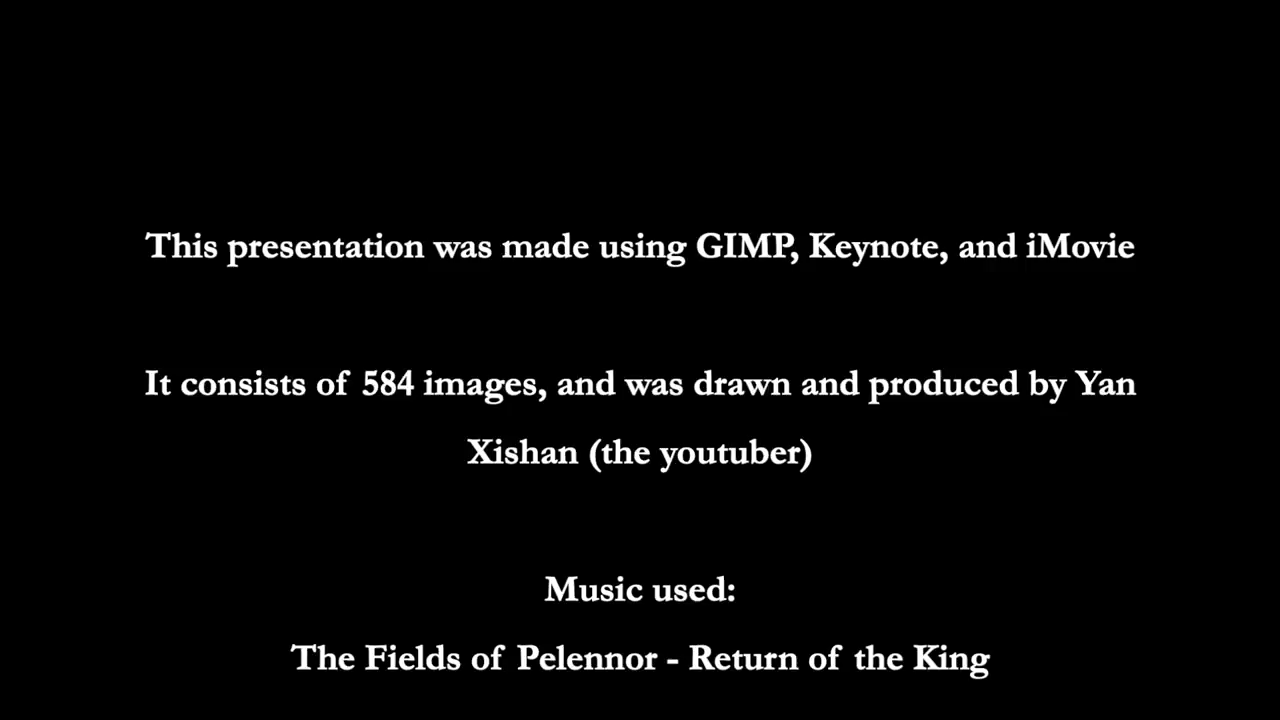 This presentation was made using GIMP, Keynote, and iMovie
It consists of 584 images, and was drawn and produced by Yan
Xishan (the youtuber)
Music used:
The Fields of Pelennor - Return of the King